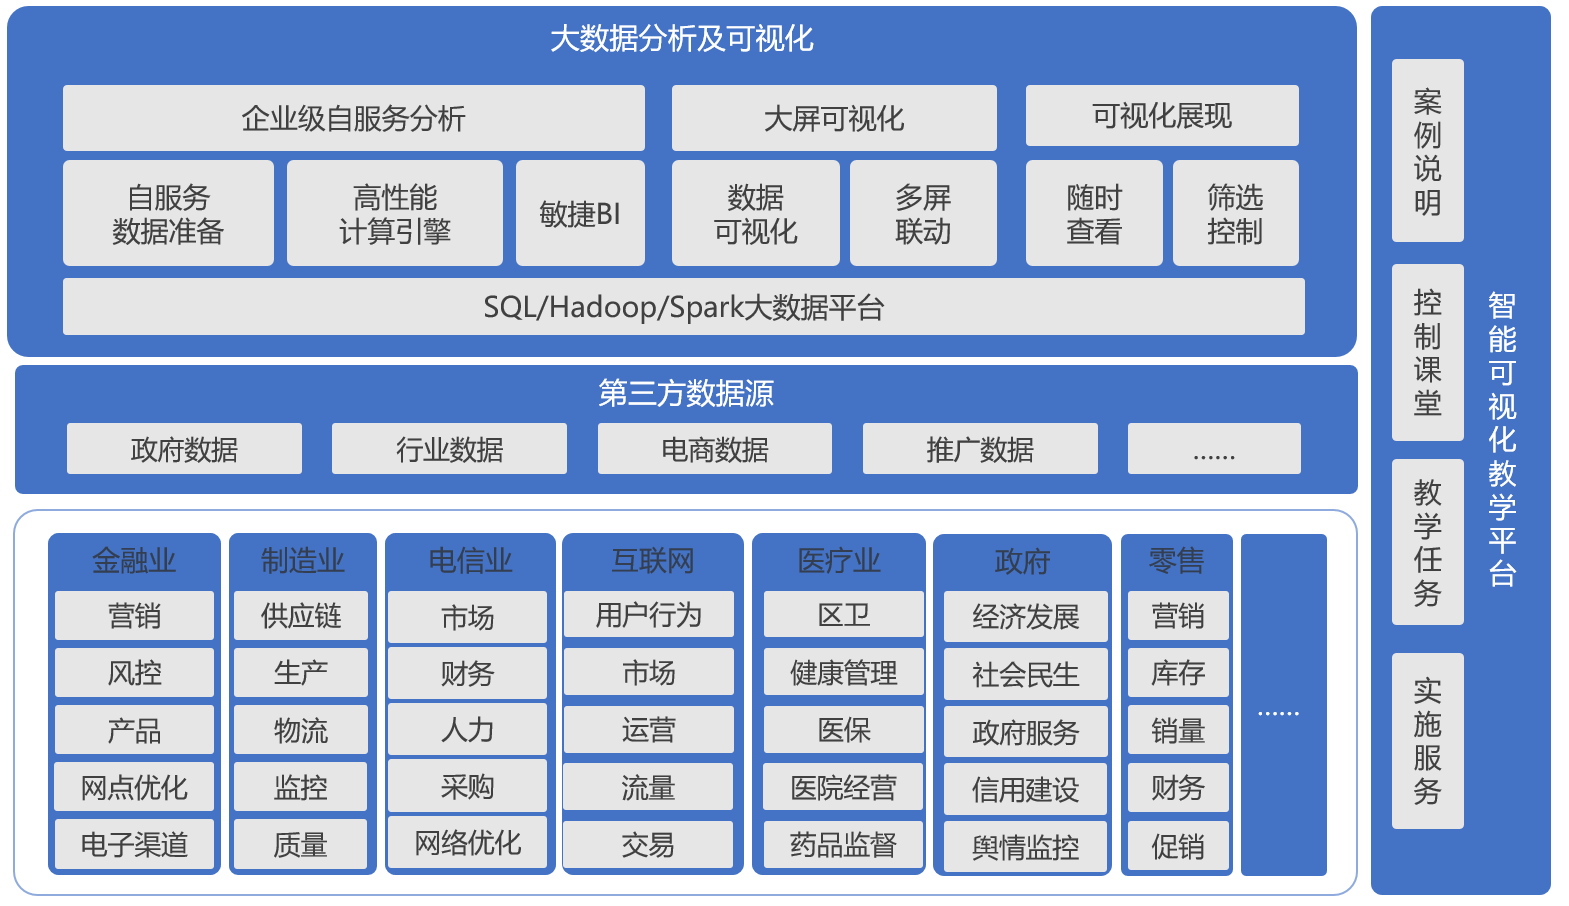 大数据分析及可视化
企业级自服务分析
大屏可视化
可视化展现
自服务
数据准备
高性能
计算引擎
敏捷BI
数据
可视化
多屏
联动
随时
查看
筛选
控制
SQL/Hadoop/Spark大数据平台
第三方数据源
政府数据
行业数据
电商数据
推广数据
......
金融业
营销
风控
产品
网点优化
电子渠道
制造业
供应链
生产
物流
监控
质量
电信业
市场
财务
人力
采购
网络优化
互联网
用户行为
市场
运营
流量
交易
医疗业
区卫
健康管理
医保
医院经营
药品监督
政府
经济发展
社会民生
政府服务
信用建设
舆情监控
零售
营销
库存
销量
财务
促销
......
案例说明
控制课堂
教学任务
实施服务
智能可视化教学平台